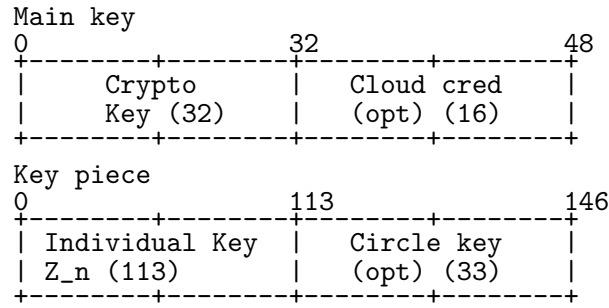 Main key
0 32 48
+--------+--------+--------+--------+
| Crypto | Cloud cred |
| Key (32) | (opt) (16) |
+--------+--------+--------+--------+
Key piece
0 113 146
+--------+--------+--------+--------+
| Individual Key | Circle key |
| Z_n (113) | (opt) (33) |
+--------+--------+--------+--------+